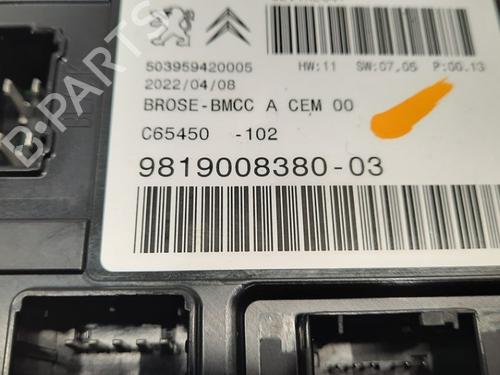 503959420005 HW:11 SW:07.05 P:00.13
2022/04/08
BROSE-BMCC A CEM 00
C65450 -102
9819008380-03
B-PARTS